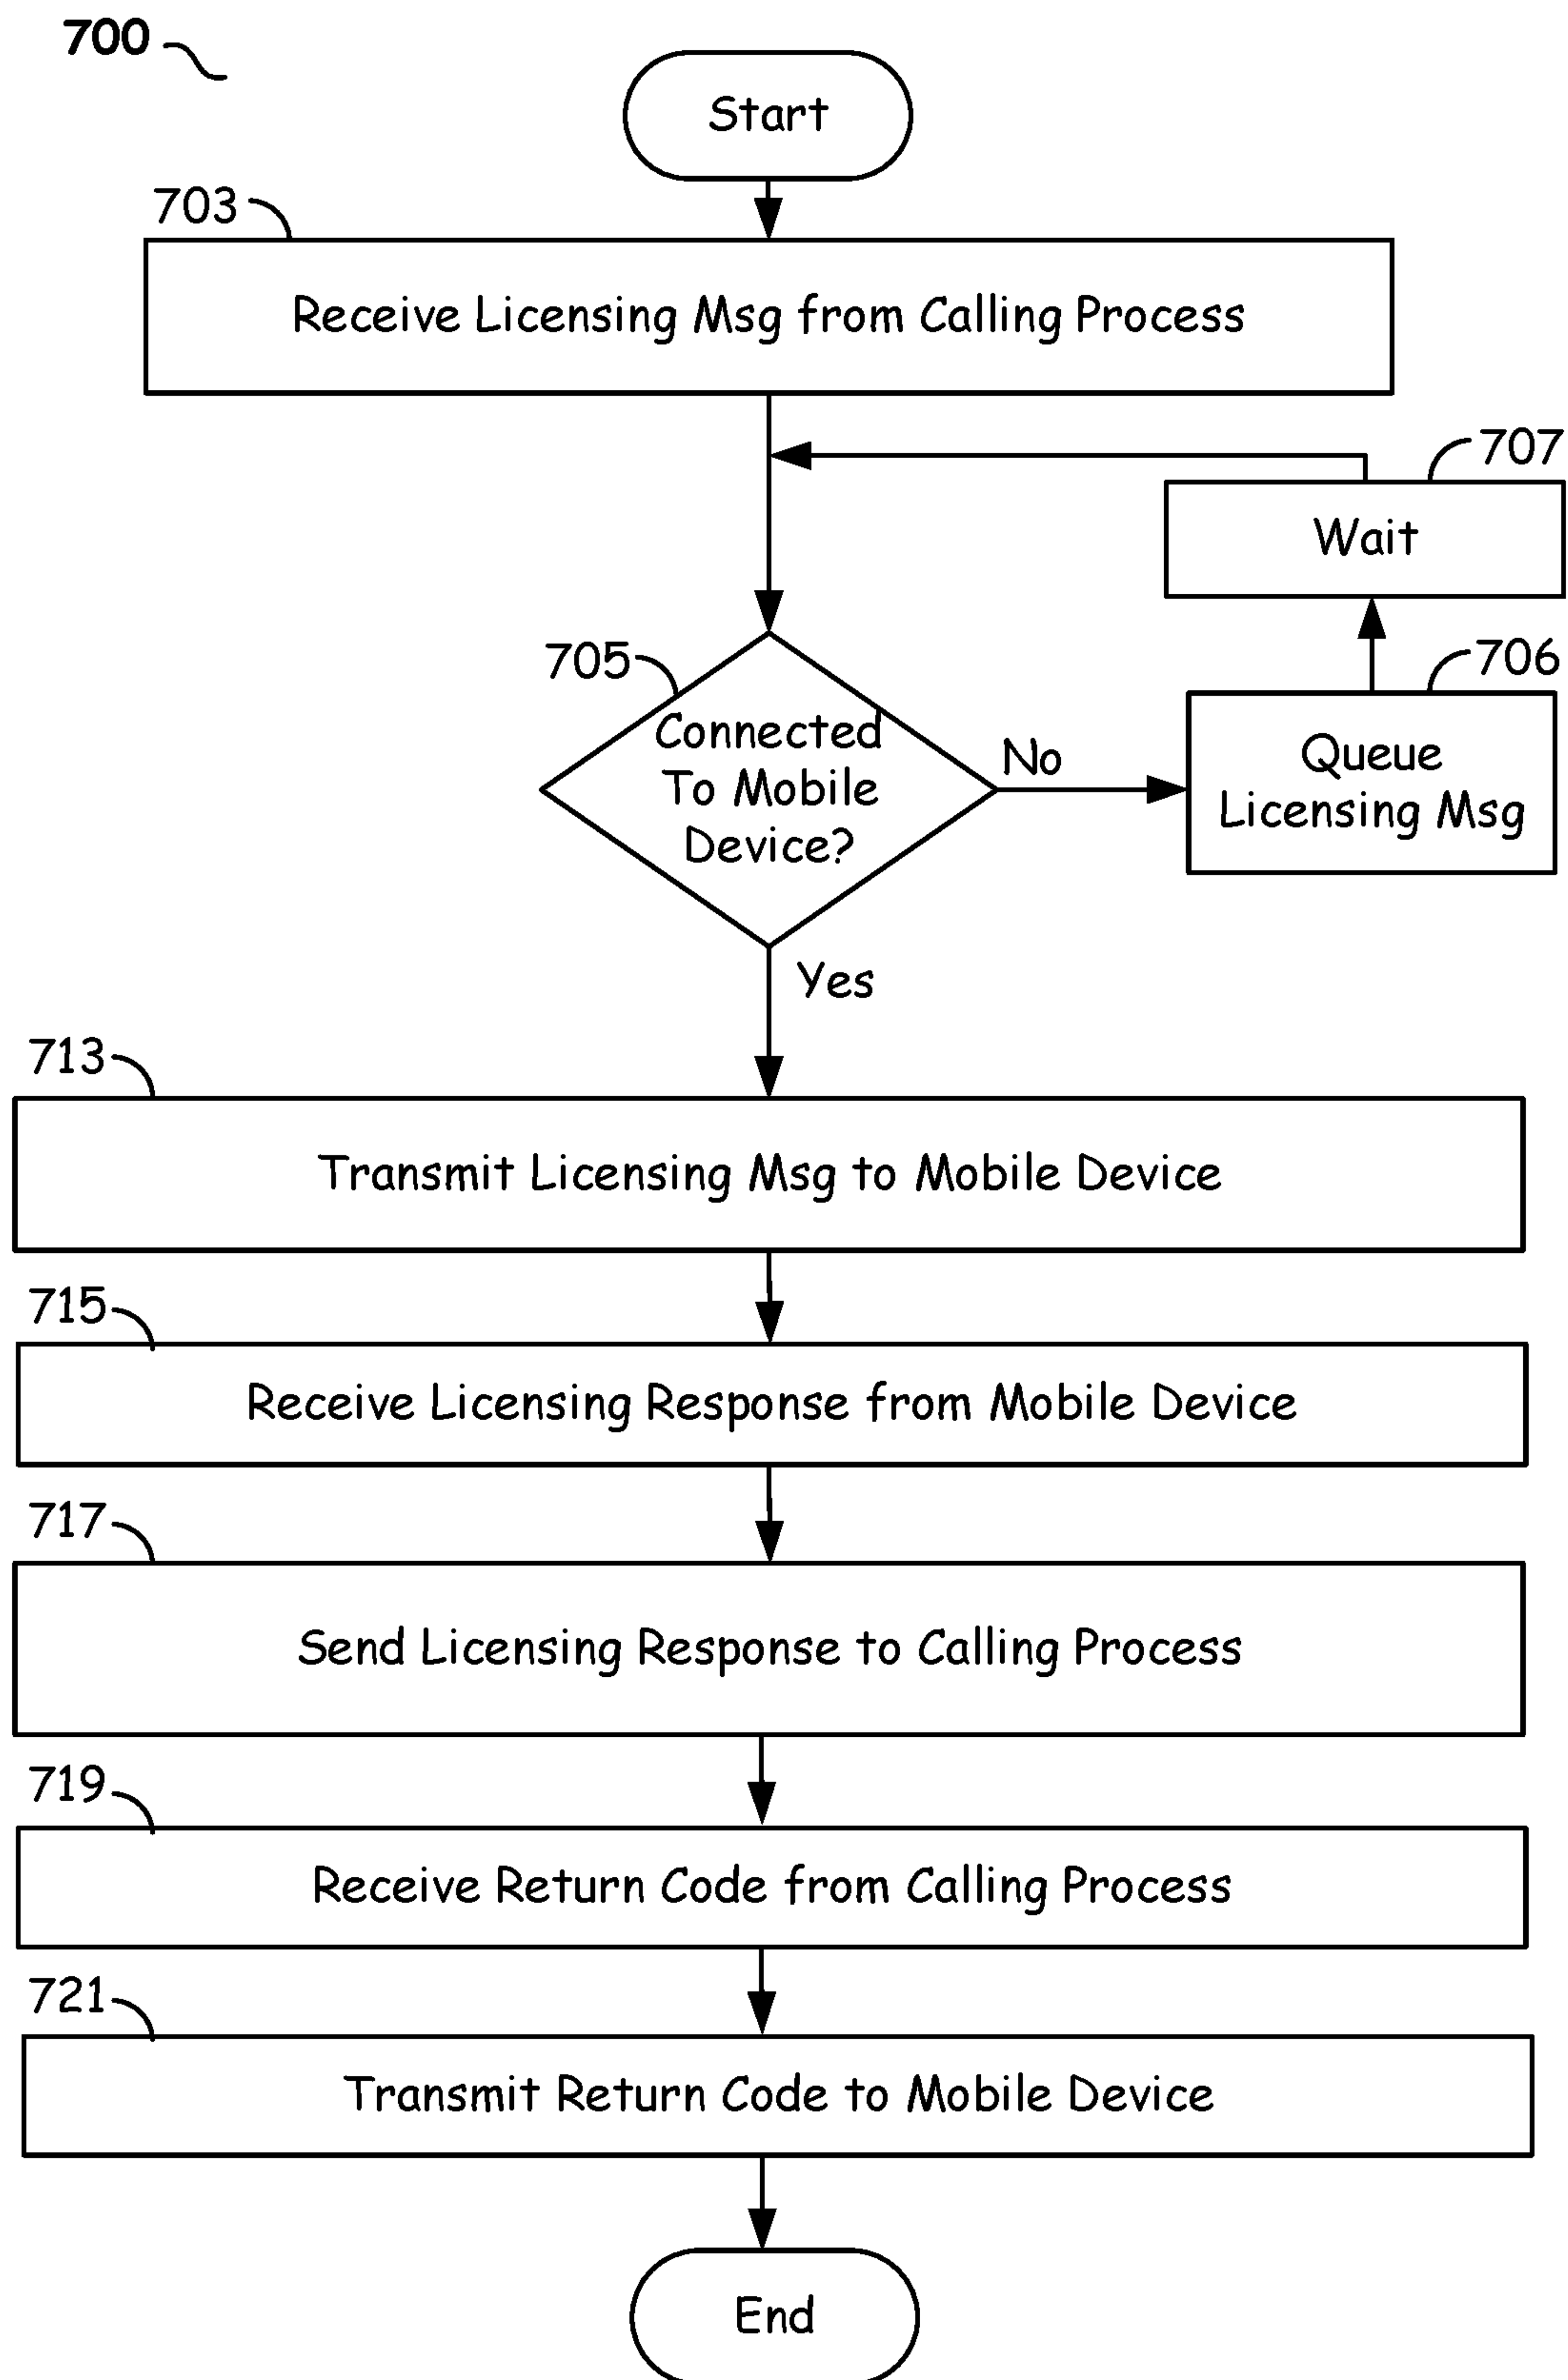 700
Start
703
Receive Licensing Msg from Calling Process
707
Wait
705
706
Connected
To Mobile
Device?
No
Queue
Licensing Msg
Yes
713
Transmit Licensing Msg to Mobile Device
715
Receive Licensing Response from Mobile Device
717
Send Licensing Response to Calling Process
719
Receive Return Code from Calling Process
721
Transmit Return Code to Mobile Device
End